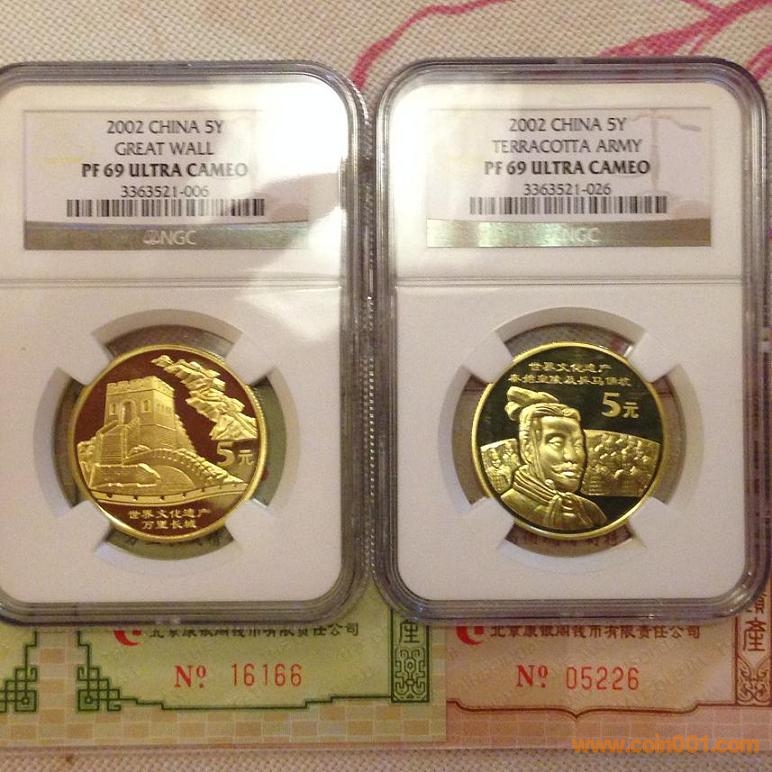 2002 CHINA 5Y
GREAT WALL
PF 69 ULTRA CAMEO
3363521-006
NGC
5元
世界文化遗产
万里长城
2002 CHINA 5Y
TERRACOTTA ARMY
PF 69 ULTRA CAMEO
3363521-026
NGC
世界文化遗产
秦始皇陵及兵马俑坑
5元
產
北京康银阁钱币有限责任公司
Nº 16166
產
北京康银阁钱币有限责任公司
Nº 05226
www.coin001.com